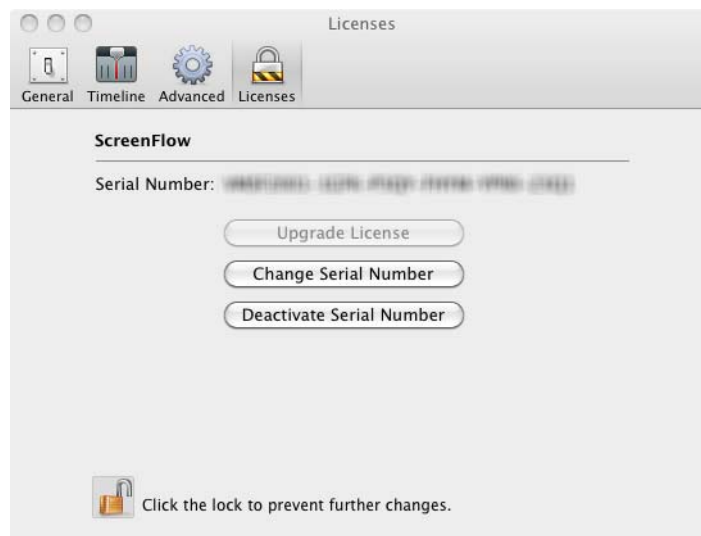 Licenses
General Timeline Advanced Licenses
ScreenFlow
Serial Number:
Upgrade License
Change Serial Number
Deactivate Serial Number
Click the lock to prevent further changes.